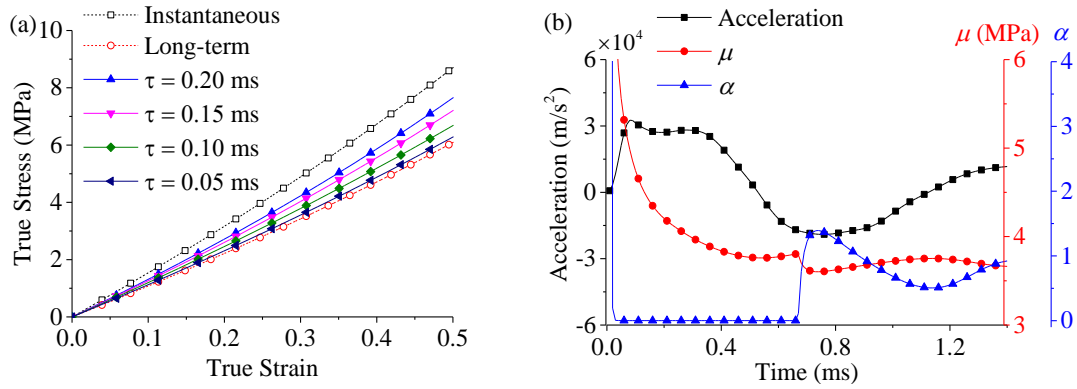 (a)
10
8
6
4
2
0
True Stress (MPa)
Instantaneous
Long-term
τ = 0.20 ms
τ = 0.15 ms
τ = 0.10 ms
τ = 0.05 ms
0.0 0.1 0.2 0.3 0.4 0.5
True Strain
(b)
×10⁴
6
3
0
-3
-6
Acceleration (m/s²)
Acceleration
μ
α
μ (MPa)
6
5
4
3
α
4
3
2
1
0
0.0 0.4 0.8 1.2
Time (ms)